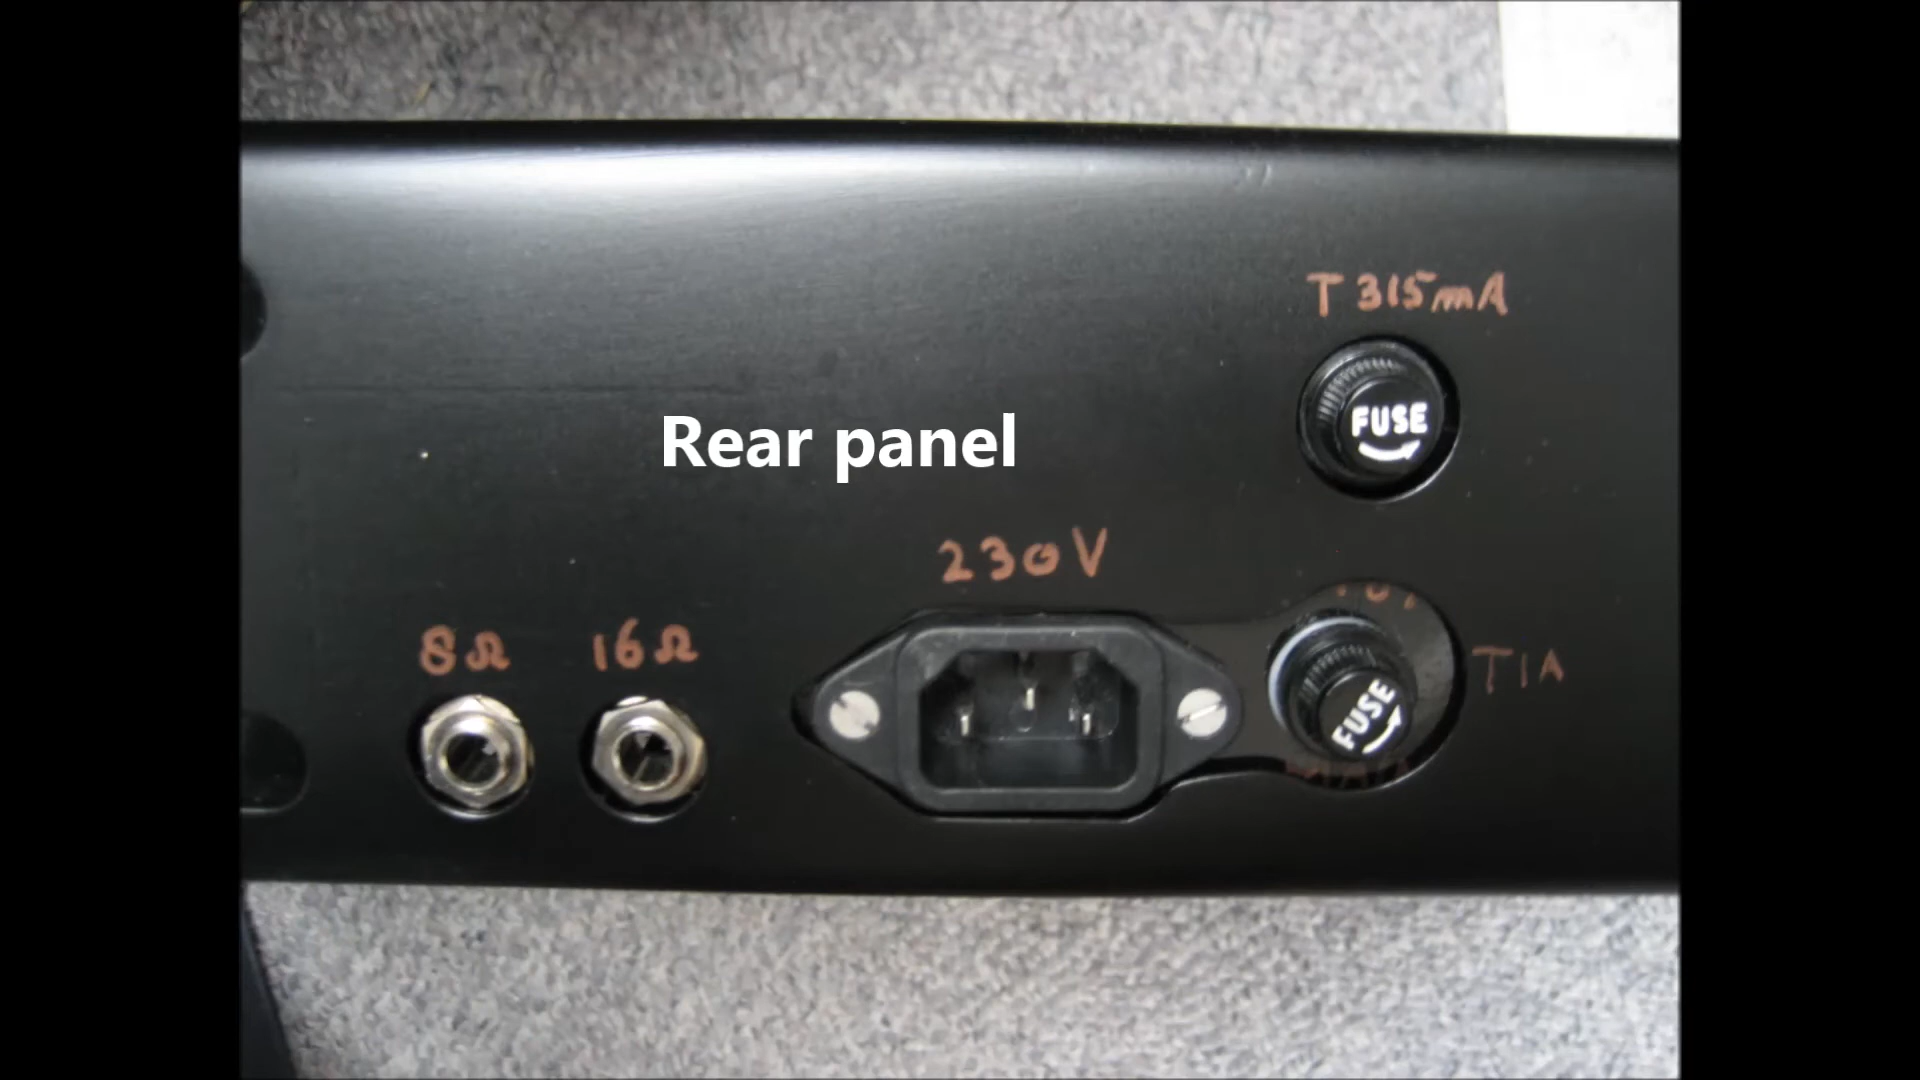 T 315mA
FUSE
Rear panel
230V
8Ω
16Ω
T1A
FUSE